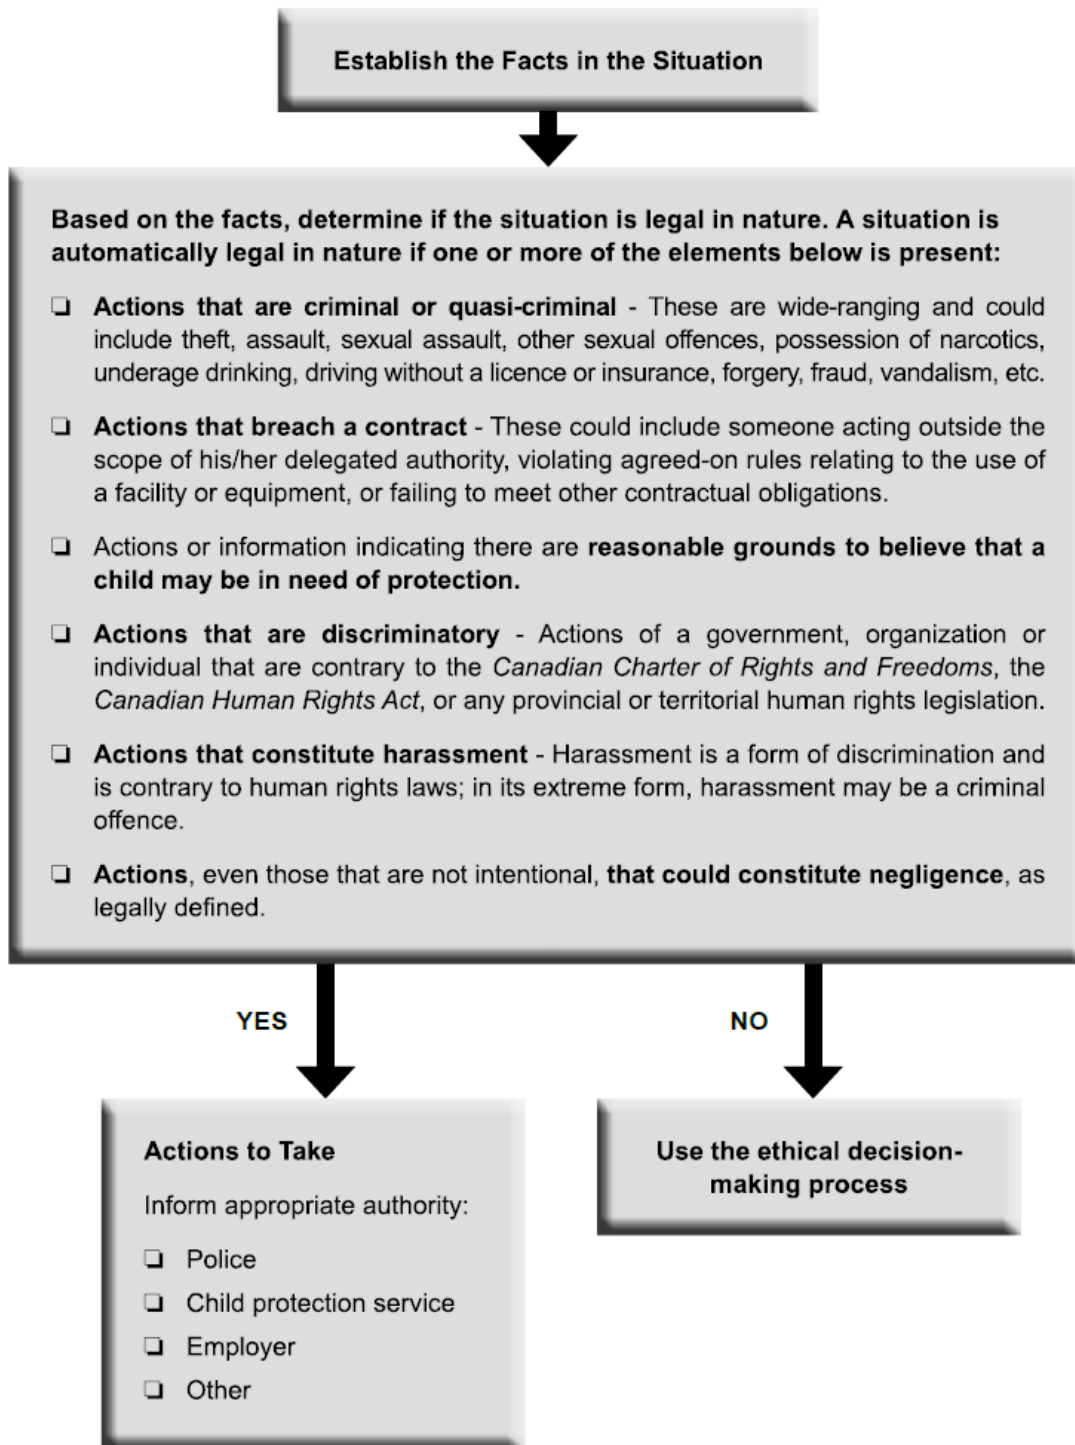 Establish the Facts in the Situation
Based on the facts, determine if the situation is legal in nature. A situation is
automatically legal in nature if one or more of the elements below is present:
❏ Actions that are criminal or quasi-criminal - These are wide-ranging and could
include theft, assault, sexual assault, other sexual offences, possession of narcotics,
underage drinking, driving without a licence or insurance, forgery, fraud, vandalism, etc.
❏ Actions that breach a contract - These could include someone acting outside the
scope of his/her delegated authority, violating agreed-on rules relating to the use of
a facility or equipment, or failing to meet other contractual obligations.
❏ Actions or information indicating there are reasonable grounds to believe that a
child may be in need of protection.
❏ Actions that are discriminatory - Actions of a government, organization or
individual that are contrary to the Canadian Charter of Rights and Freedoms, the
Canadian Human Rights Act, or any provincial or territorial human rights legislation.
❏ Actions that constitute harassment - Harassment is a form of discrimination and
is contrary to human rights laws; in its extreme form, harassment may be a criminal
offence.
❏ Actions, even those that are not intentional, that could constitute negligence, as
legally defined.
YES
NO
Actions to Take
Inform appropriate authority:
❏ Police
❏ Child protection service
❏ Employer
❏ Other
Use the ethical decision-
making process